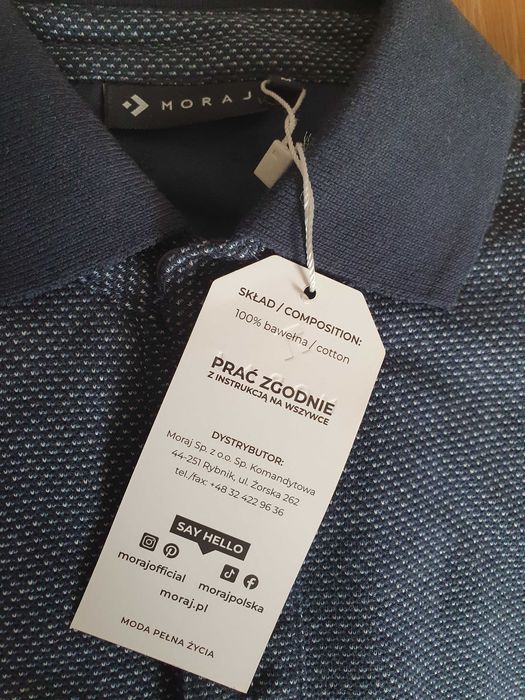 MORAJ
SKŁAD / COMPOSITION:
100% bawełna / cotton
PRAĆ ZGODNIE
Z INSTRUKCJĄ NA WSZYWCE
DYSTRYBUTOR:
Moraj Sp. z o.o. Sp. Komandytowa
44-251 Rybnik, ul. Żorska 262
tel./fax: +48 32 422 96 36
SAY HELLO
morajofficial morajpolska
moraj.pl
MODA PEŁNA ŻYCIA